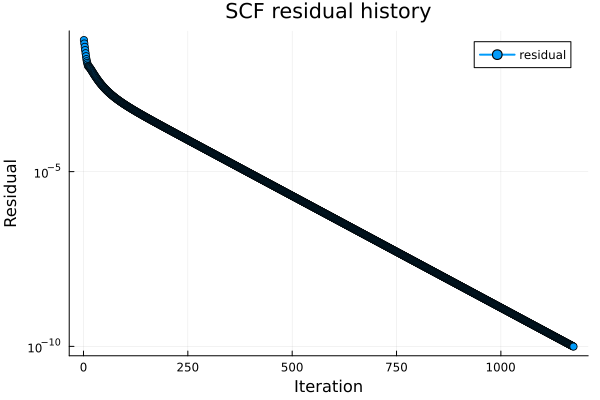 SCF residual history
residual
Residual
10⁻⁵
10⁻¹⁰
0 250 500 750 1000
Iteration